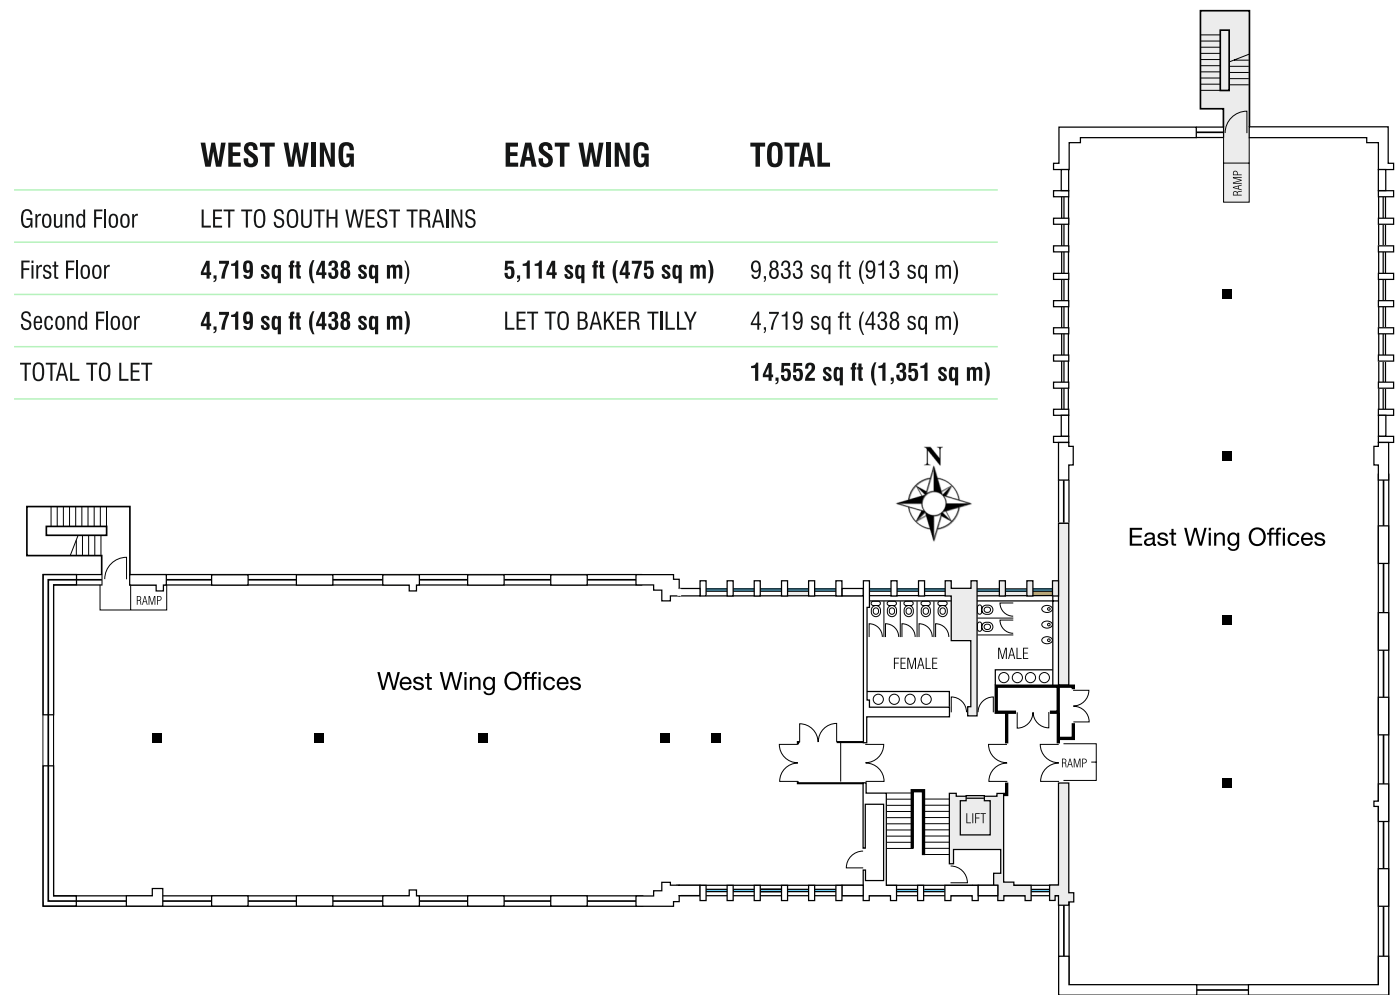 WEST WING EAST WING TOTAL
Ground Floor LET TO SOUTH WEST TRAINS
First Floor 4,719 sq ft (438 sq m) 5,114 sq ft (475 sq m) 9,833 sq ft (913 sq m)
Second Floor 4,719 sq ft (438 sq m) LET TO BAKER TILLY 4,719 sq ft (438 sq m)
TOTAL TO LET 14,552 sq ft (1,351 sq m)
RAMP
N
East Wing Offices
RAMP
West Wing Offices
FEMALE
MALE
RAMP
LIFT